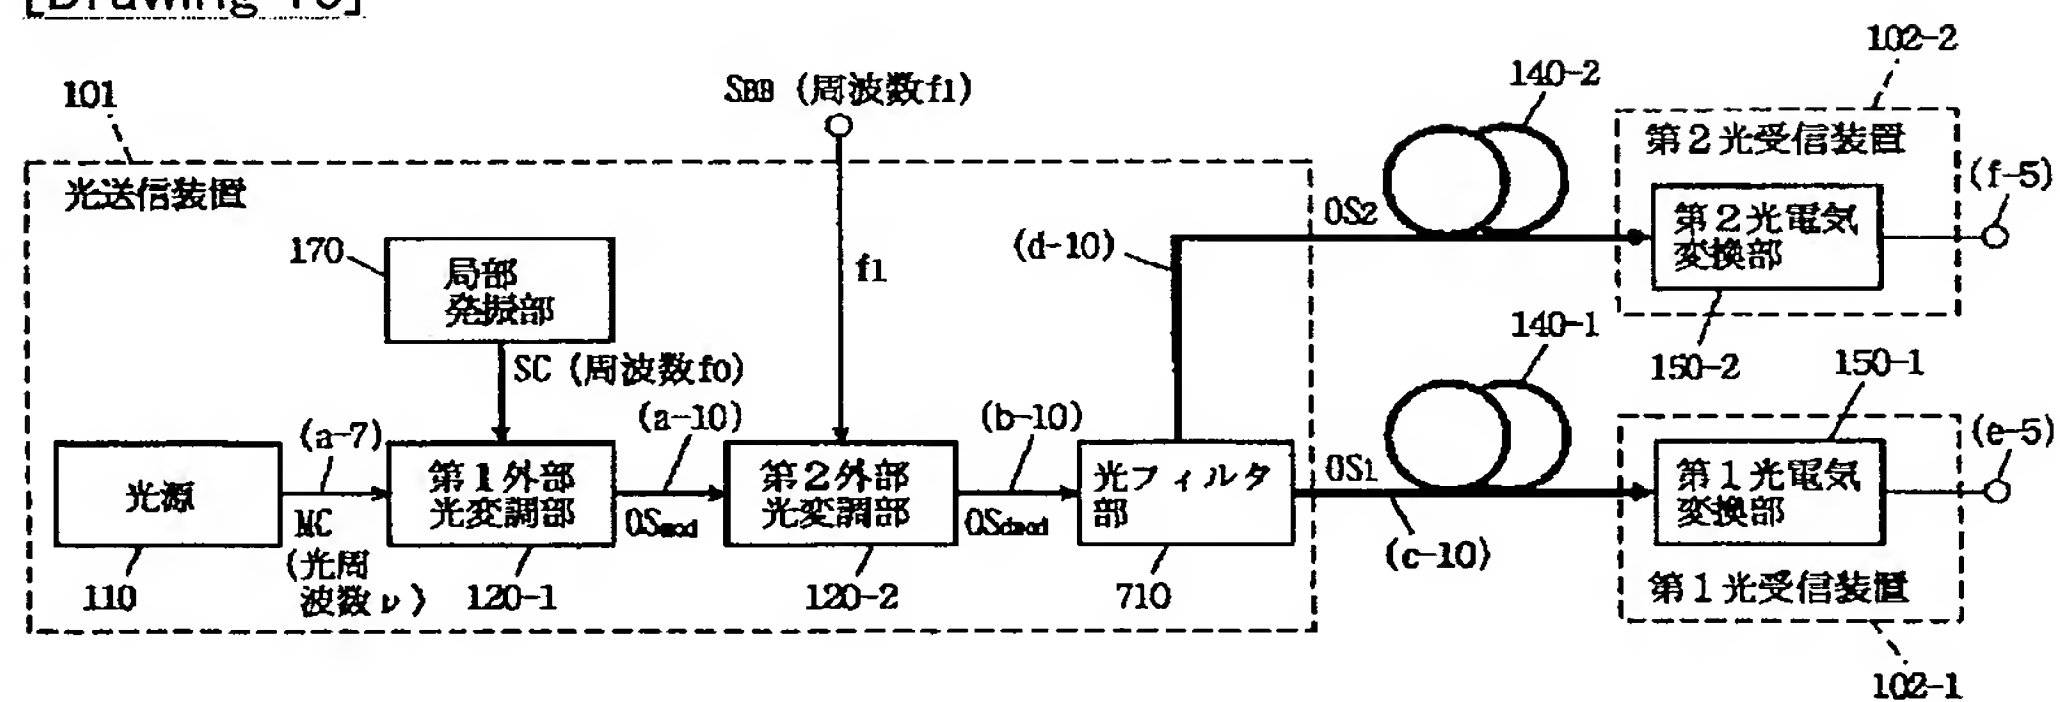 102-2
140-2
SBB (周波数f1)
101
第2光受信装置
(f-5)
光送信装置
OS2
第2光電気
変換部
(d-10)
170
局部
発振部
f1
140-1
SC (周波数f0)
150-2
150-1
(a-7)
(a-10)
(b-10)
(e-5)
光源
第1外部
光変調部
第2外部
光変調部
光フィルタ
部
OS1
第1光電気
変換部
MC
(光周
波数ν)
OSmod
OSdmod
(c-10)
110
120-1
120-2
710
第1光受信装置
102-1